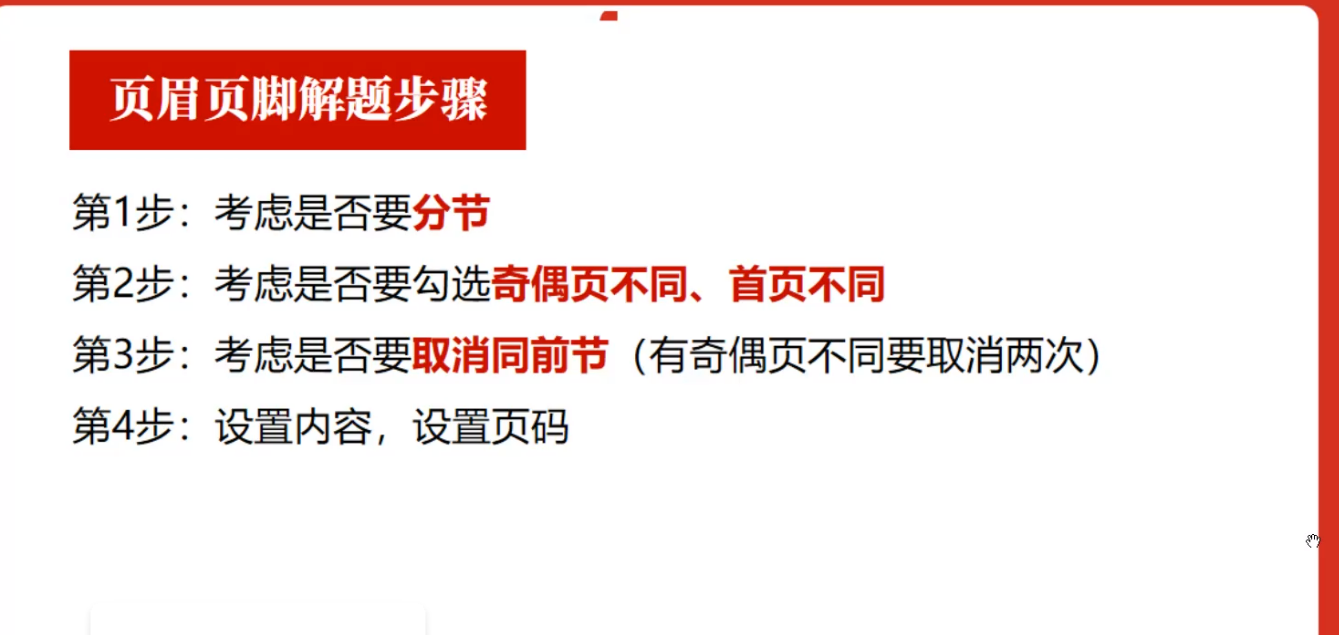 页眉页脚解题步骤
第1步：考虑是否要分节
第2步：考虑是否要勾选奇偶页不同、首页不同
第3步：考虑是否要取消同前节（有奇偶页不同要取消两次）
第4步：设置内容，设置页码